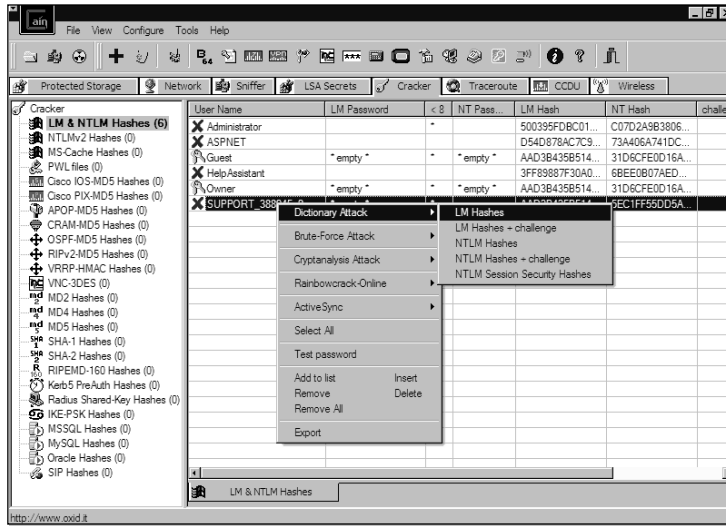 aín
File View Configure Tools Help
B64
Protected Storage Network Sniffer LSA Secrets Cracker Traceroute CCDU Wireless
Cracker
LM & NTLM Hashes (6)
NTLMv2 Hashes (0)
MS-Cache Hashes (0)
PWL files (0)
Cisco IOS-MD5 Hashes (0)
Cisco PIX-MD5 Hashes (0)
APOP-MD5 Hashes (0)
CRAM-MD5 Hashes (0)
OSPF-MD5 Hashes (0)
RIPv2-MD5 Hashes (0)
VRRP-HMAC Hashes (0)
VNC-3DES (0)
MD2 Hashes (0)
MD4 Hashes (0)
MD5 Hashes (0)
SHA-1 Hashes (0)
SHA-2 Hashes (0)
RIPEMD-160 Hashes (0)
Kerb5 PreAuth Hashes (0)
Radius Shared-Key Hashes (0)
IKE-PSK Hashes (0)
MSSQL Hashes (0)
MySQL Hashes (0)
Oracle Hashes (0)
SIP Hashes (0)
User Name LM Password < 8 NT Pass... LM Hash NT Hash challe
Administrator * 500395FDBC01... C07D2A9B3806...
ASPNET D54D878AC7C9... 73A406A741DC...
Guest * empty * * * empty * AAD3B435B514... 31D6CFE0D16A...
HelpAssistant 3FF89887F30A0... 6BEE0B07AED...
Owner * empty * * * empty * AAD3B435B514... 31D6CFE0D16A...
5EC1FF55DD5A...
Dictionary Attack
Brute-Force Attack
Cryptanalysis Attack
Rainbowcrack-Online
ActiveSync
Select All
Test password
Add to list Insert
Remove Delete
Remove All
Export
LM Hashes
LM Hashes + challenge
NTLM Hashes
NTLM Hashes + challenge
NTLM Session Security Hashes
LM & NTLM Hashes
http://www.oxid.it